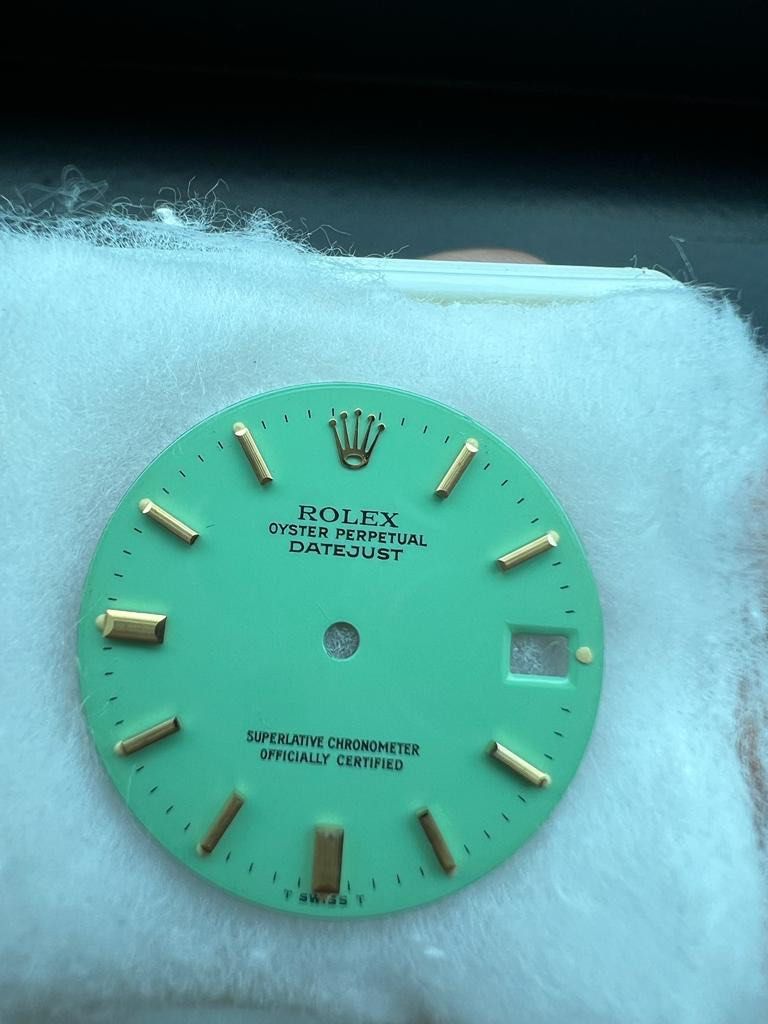 ROLEX
OYSTER PERPETUAL
DATEJUST
SUPERLATIVE CHRONOMETER
OFFICIALLY CERTIFIED
T SWISS T